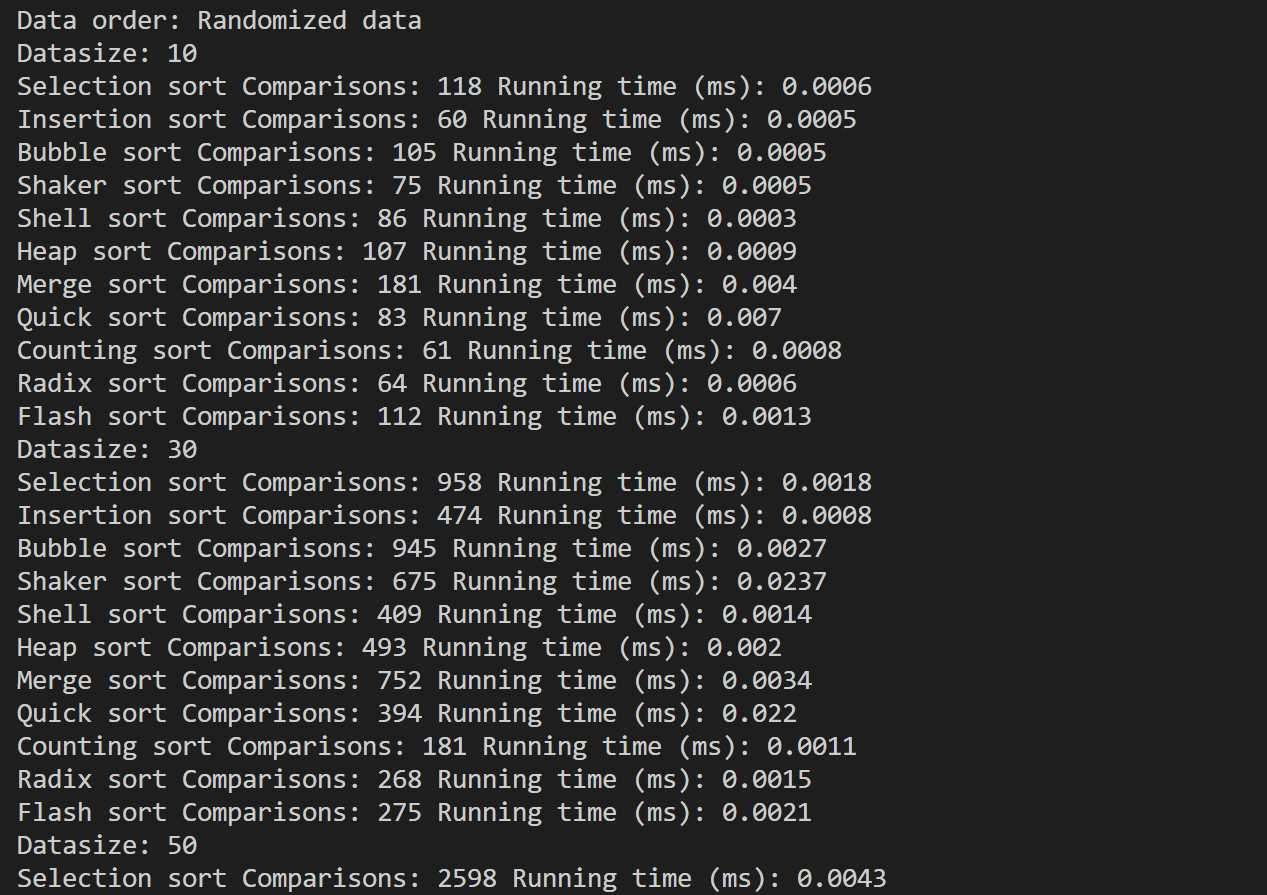 Data order: Randomized data
Datasize: 10
Selection sort Comparisons: 118 Running time (ms): 0.0006
Insertion sort Comparisons: 60 Running time (ms): 0.0005
Bubble sort Comparisons: 105 Running time (ms): 0.0005
Shaker sort Comparisons: 75 Running time (ms): 0.0005
Shell sort Comparisons: 86 Running time (ms): 0.0003
Heap sort Comparisons: 107 Running time (ms): 0.0009
Merge sort Comparisons: 181 Running time (ms): 0.004
Quick sort Comparisons: 83 Running time (ms): 0.007
Counting sort Comparisons: 61 Running time (ms): 0.0008
Radix sort Comparisons: 64 Running time (ms): 0.0006
Flash sort Comparisons: 112 Running time (ms): 0.0013
Datasize: 30
Selection sort Comparisons: 958 Running time (ms): 0.0018
Insertion sort Comparisons: 474 Running time (ms): 0.0008
Bubble sort Comparisons: 945 Running time (ms): 0.0027
Shaker sort Comparisons: 675 Running time (ms): 0.0237
Shell sort Comparisons: 409 Running time (ms): 0.0014
Heap sort Comparisons: 493 Running time (ms): 0.002
Merge sort Comparisons: 752 Running time (ms): 0.0034
Quick sort Comparisons: 394 Running time (ms): 0.022
Counting sort Comparisons: 181 Running time (ms): 0.0011
Radix sort Comparisons: 268 Running time (ms): 0.0015
Flash sort Comparisons: 275 Running time (ms): 0.0021
Datasize: 50
Selection sort Comparisons: 2598 Running time (ms): 0.0043